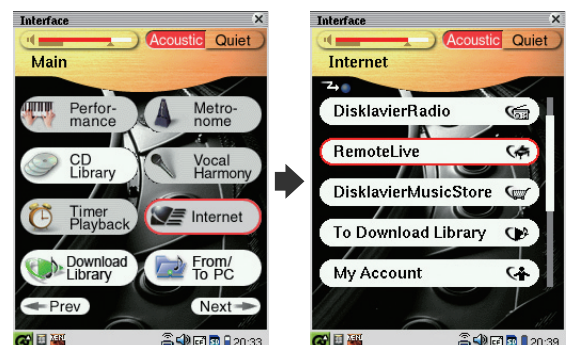 Interface
Acoustic Quiet
Main
Perfor-
mance
Metro-
nome
CD
Library
Vocal
Harmony
Timer
Playback
Internet
Download
Library
From/
To PC
Prev
Next
20:33
Interface
Acoustic Quiet
Internet
DisklavierRadio
RemoteLive
DisklavierMusicStore
To Download Library
My Account
20:39